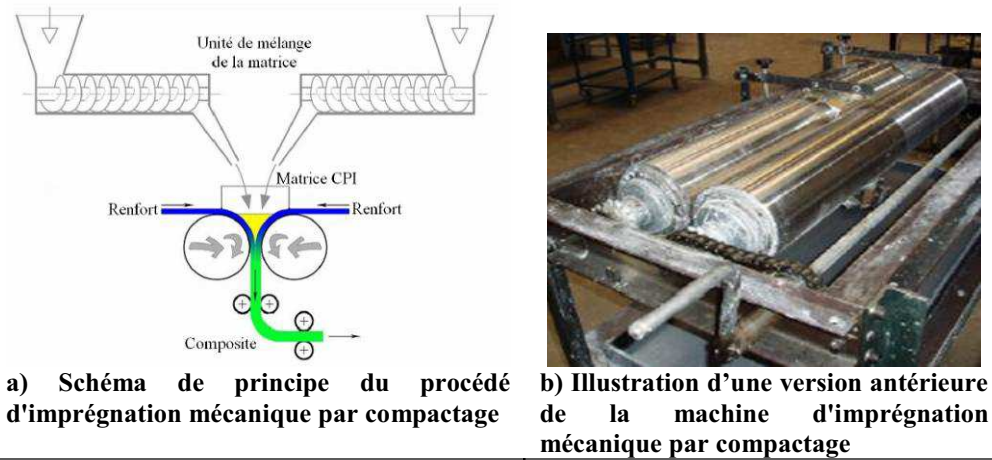 Unité de mélange
de la matrice
Matrice CPI
Renfort
Renfort
Composite
a) Schéma de principe du procédé
d'imprégnation mécanique par compactage
b) Illustration d’une version antérieure
de la machine d'imprégnation
mécanique par compactage